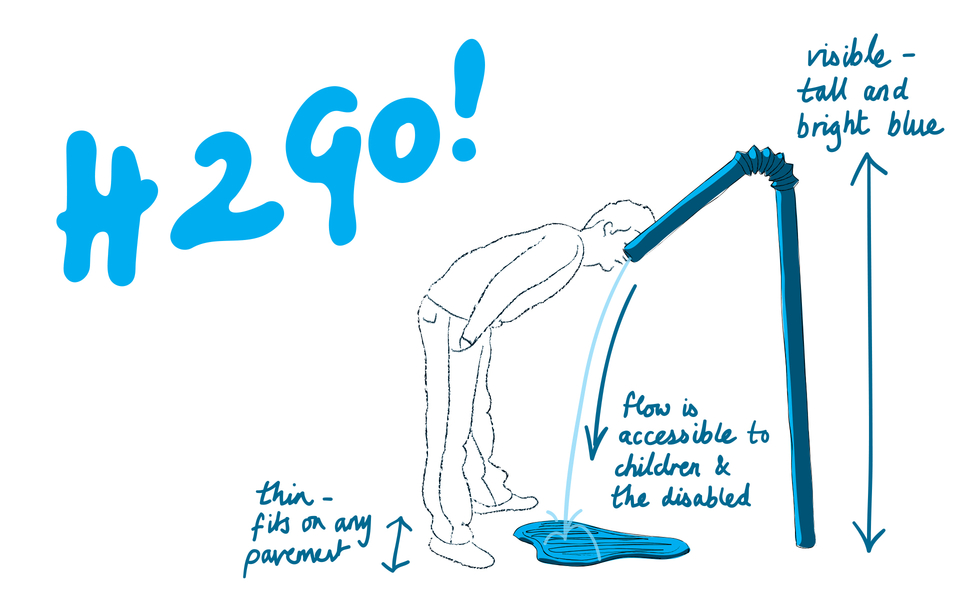 H2GO!
visible -
tall and
bright blue
flow is
accessible to
children &
the disabled
thin -
fits on any
pavement